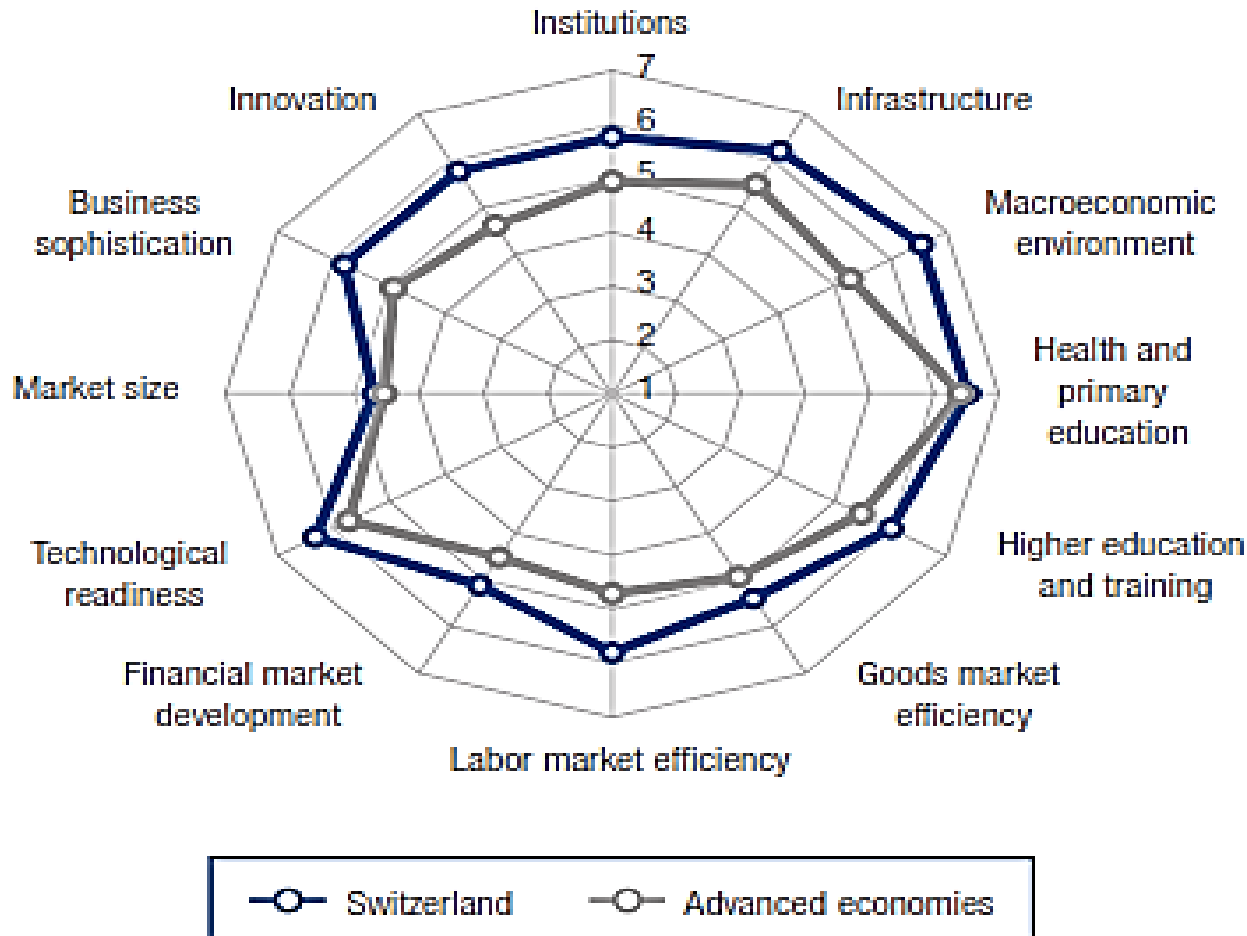 Institutions
7
Innovation
Infrastructure
6
5
Business
sophistication
Macroeconomic
environment
4
3
2
Health and
primary
education
Market size
1
Technological
readiness
Higher education
and training
Financial market
development
Goods market
efficiency
Labor market efficiency
Switzerland
Advanced economies